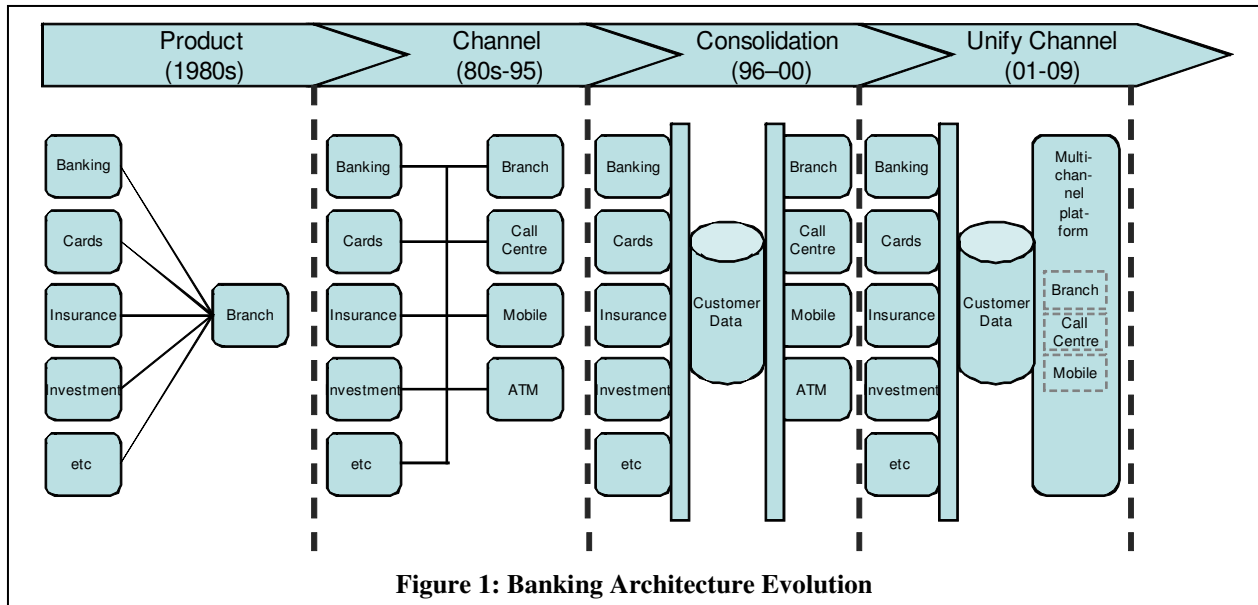 Product
(1980s)
Channel
(80s-95)
Consolidation
(96–00)
Unify Channel
(01-09)
Banking
Cards
Insurance
Investment
etc
Branch
Banking
Cards
Insurance
Investment
etc
Branch
Call
Centre
Mobile
ATM
Banking
Cards
Insurance
Investment
etc
Customer
Data
Branch
Call
Centre
Mobile
ATM
Banking
Cards
Insurance
Investment
etc
Customer
Data
Multi-
chan-
nel
plat-
form
Branch
Call
Centre
Mobile
Figure 1: Banking Architecture Evolution